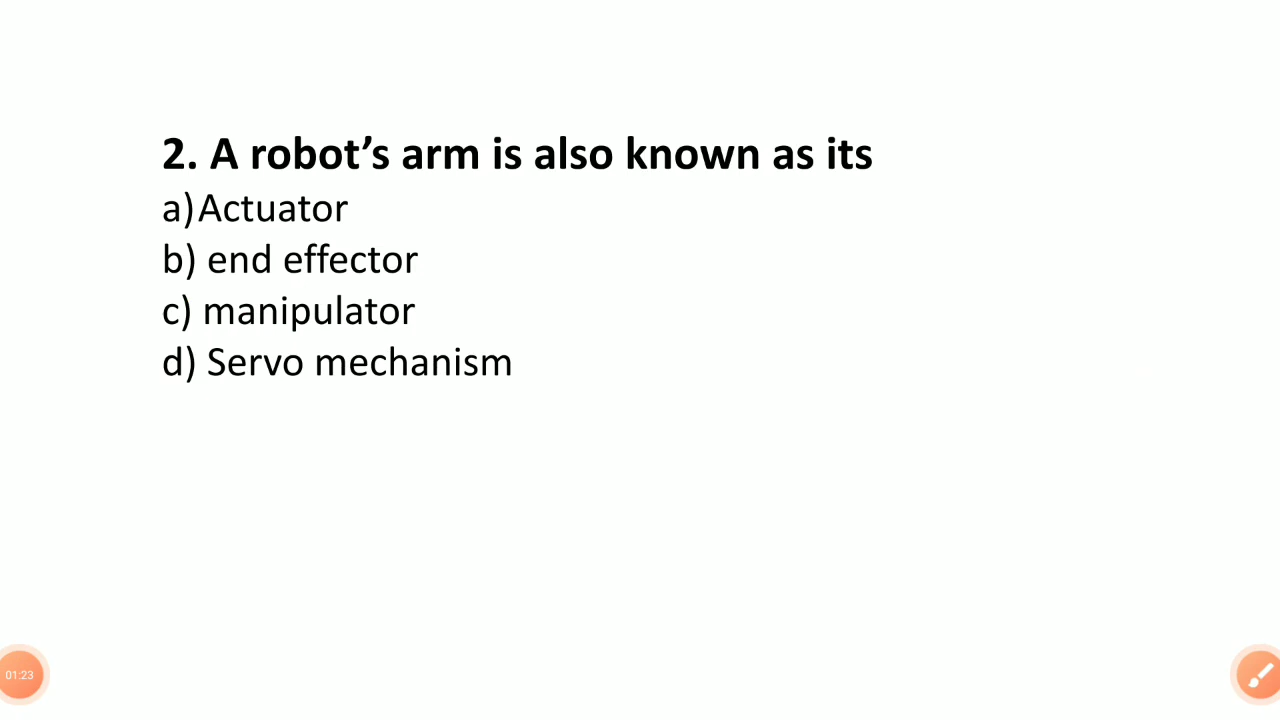 2. A robot’s arm is also known as its
a)Actuator
b) end effector
c) manipulator
d) Servo mechanism
01:23